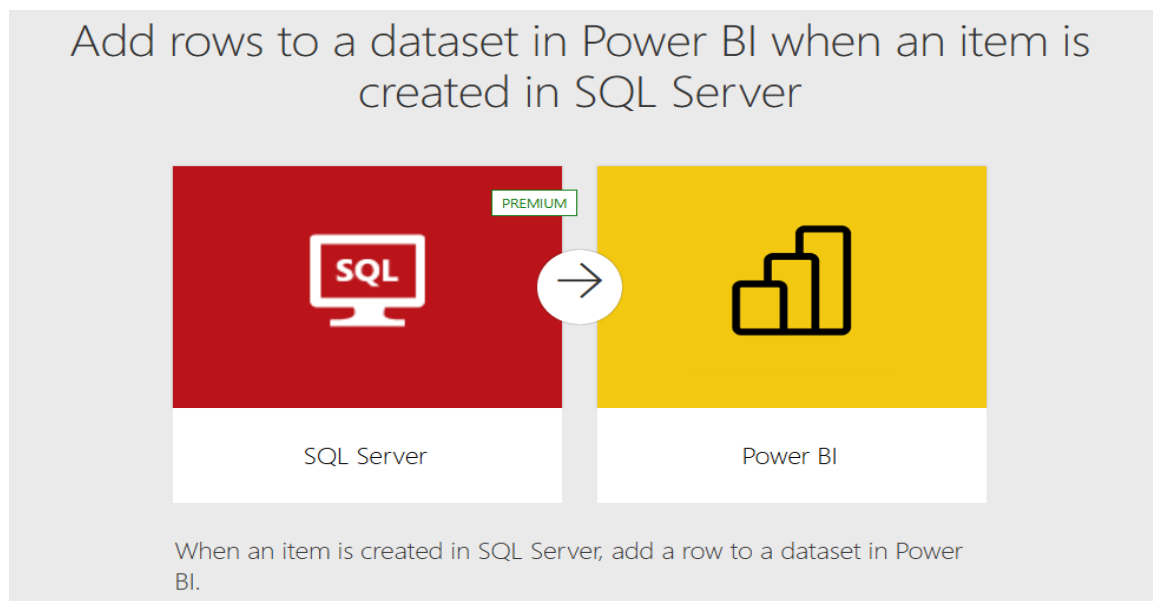 Add rows to a dataset in Power BI when an item is
created in SQL Server
PREMIUM
SQL
SQL Server
Power BI
When an item is created in SQL Server, add a row to a dataset in Power
BI.